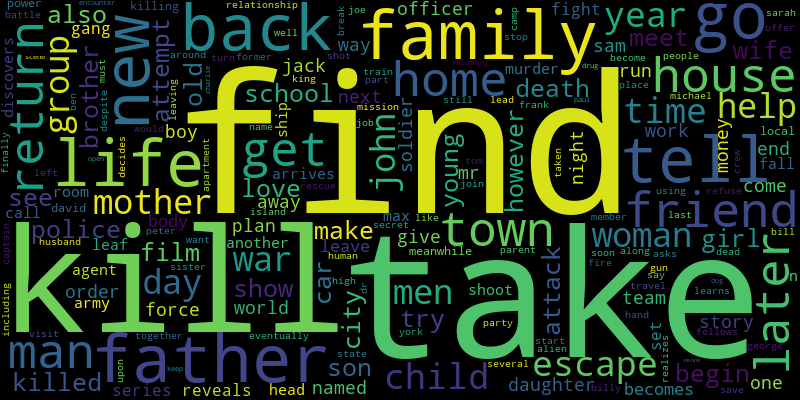 power
relationship
officer
fight
year
joe
break
camp
sarah
battle
encounter
killing
around
turn
former
well
shot
stop
become
people
offer
drug
also
gang
new
attempt
back
family
go
sam
meet
wife
way
discovers
return
group
brother
old
jack
king
home
train
part
next
mission
job
still
lead
frank
murder
death
run
place
michael
house
finally
ben
despite
must
leaving
boy
school
ship
name
life
get
love
arrives
away
apartment
find
john
soldier
young
mr
however
join
tom
rescue
night
taken
time
help
work
money
crew
local
end
fall
tell
using
refuse
come
friend
last
bill
member
see
room
david
call
left
open
decides
would
mother
body
peter
island
plan
make
max
secret
like
give
meanwhile
town
parent
woman
girl
soon
along
asks
dead
fire
gun
say
travel
learns
dog
later
captain
husband
police
leaf
film
want
another
sister
war
leave
human
car
high
city
men
try
shoot
attack
start
alien
team
story
hand
set
follows
george
kill
take
including
agent
army
order
day
force
show
world
eventually
state
york
party
several
escape
realizes
begin
one
save
man
father
visit
together
killed
upon
series
reveals
keep
head
named
son
child
daughter
billy
becomes